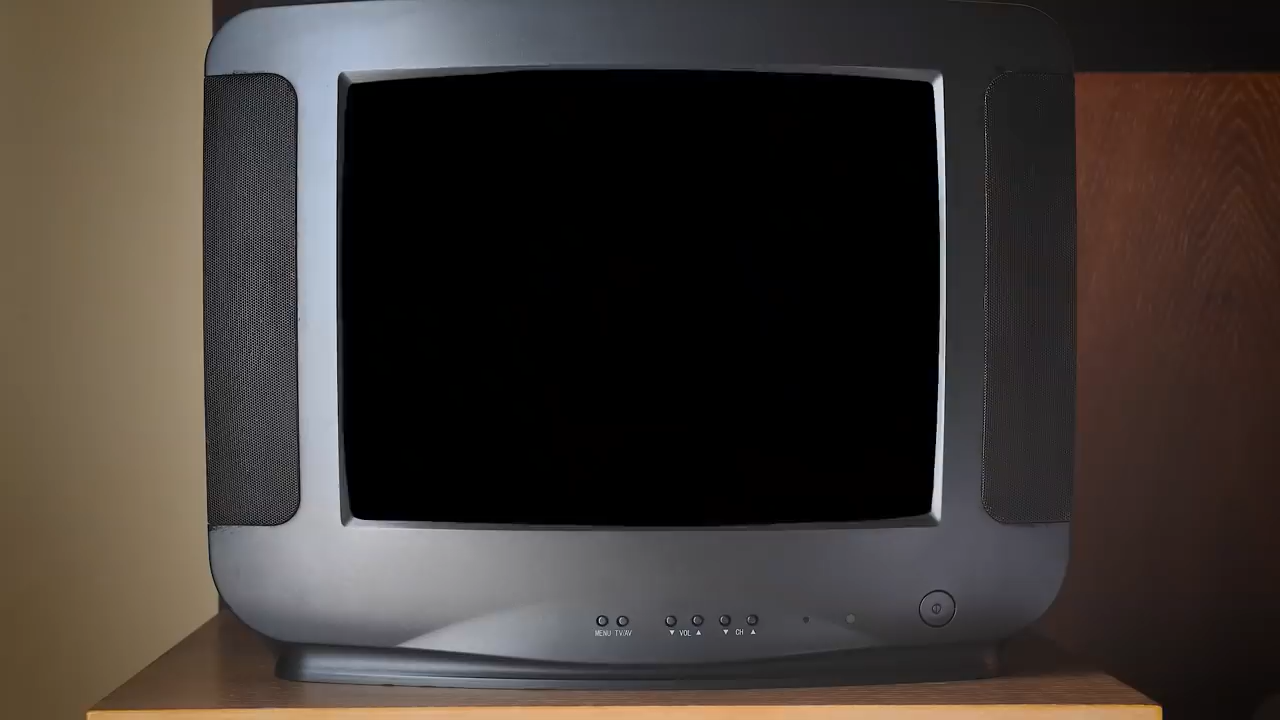 MENU TV/AV ▼ VOL ▲ ▼ CH ▲